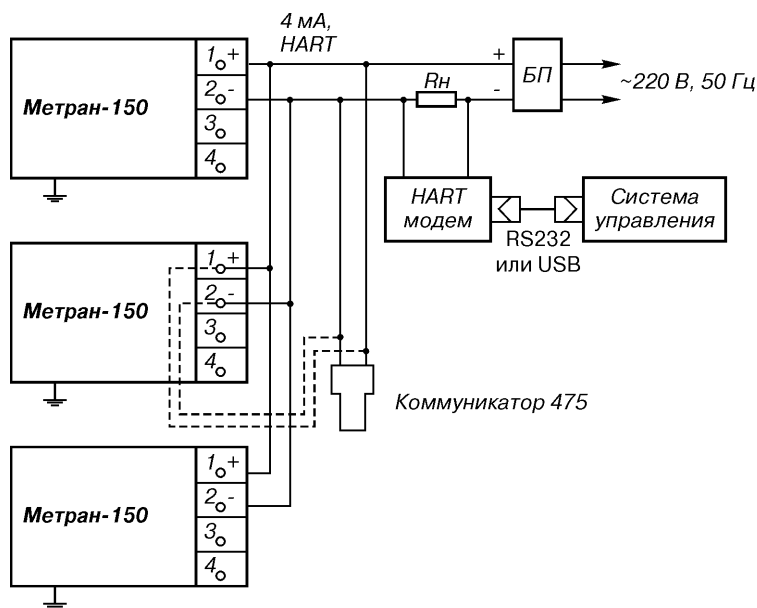 4 мА,
HART
Метран-150
1 +
2 -
3
4
+
-
Rн
БП
~220 В, 50 Гц
HART
модем
RS232
или USB
Система
управления
Метран-150
1 +
2 -
3
4
Коммуникатор 475
Метран-150
1 +
2 -
3
4